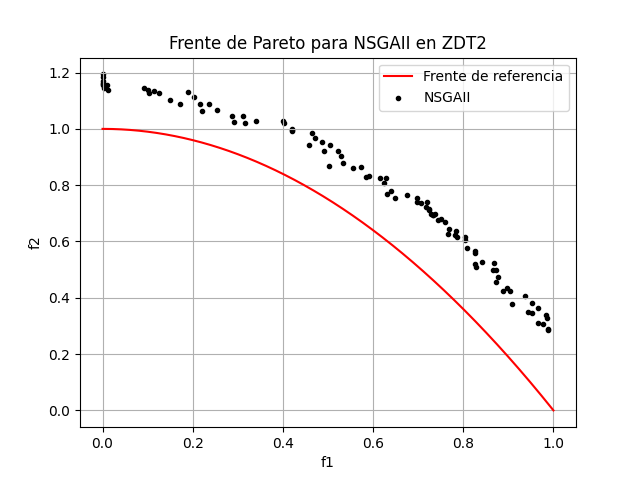 Frente de Pareto para NSGAII en ZDT2
Frente de referencia
NSGAII
f2
1.2
1.0
0.8
0.6
0.4
0.2
0.0
0.0 0.2 0.4 0.6 0.8 1.0
f1